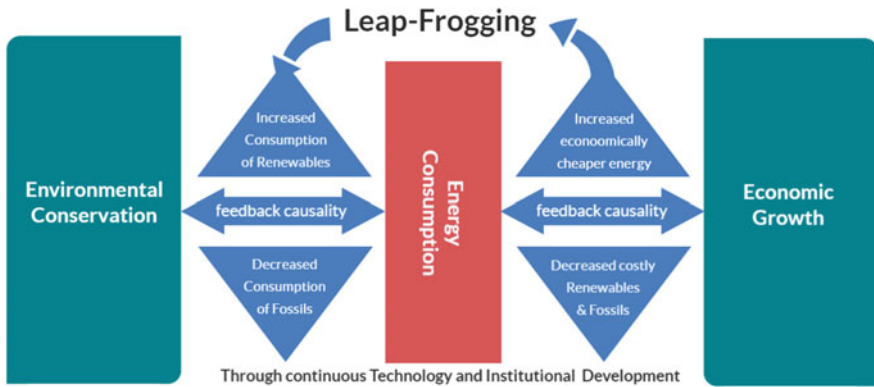 Leap-Frogging
Environmental
Conservation
Increased
Consumption
of Renewables
feedback causality
Decreased
Consumption
of Fossils
Energy
Consumption
Increased
econoomically
cheaper energy
feedback causality
Decreased costly
Renewables
& Fossils
Economic
Growth
Through continuous Technology and Institutional Development